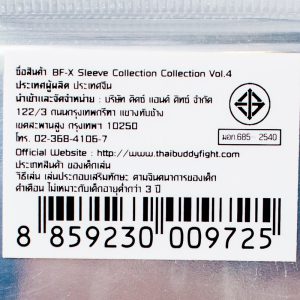 ชื่อสินค้า BF-X Sleeve Collection Collection Vol.4
ประเทศผู้ผลิต ประเทศจีน
นำเข้าและจัดจำหน่าย : บริษัท คิดซ์ แอนด์ คิทซ์ จำกัด
122/3 ถนนกรุงเทพกรีฑา แขวงทับช้าง
เขตสะพานสูง กรุงเทพฯ 10250
โทร. 02-368-4106-7
Official Website : http://www.thaibuddyfight.com
ประเภทสินค้า ของเด็กเล่น
วิธีเล่น เล่นประกอบเสริมทักษะ ตามจินตนาการของเด็ก
คำเตือน ไม่เหมาะกับเด็กอายุต่ำกว่า 3 ปี
มอก.685 - 2540
8 859230 009725